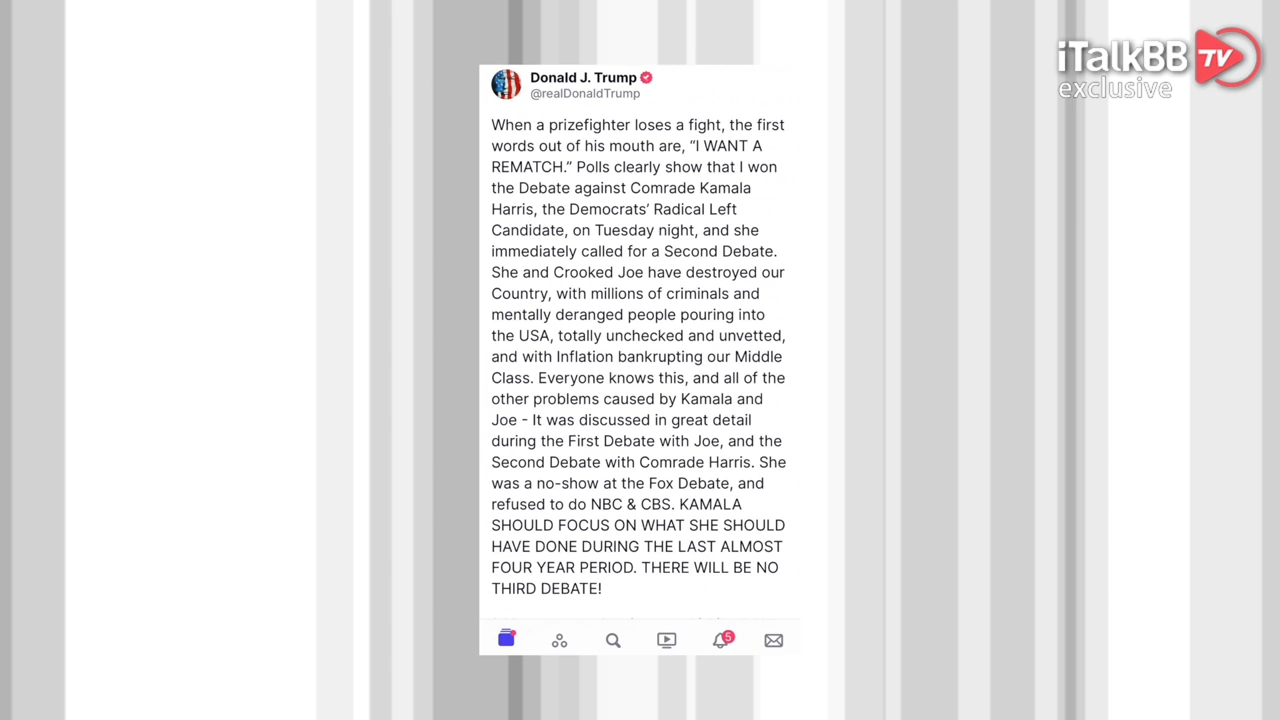 iTalkBB TV
exclusive
Donald J. Trump
@realDonaldTrump
When a prizefighter loses a fight, the first
words out of his mouth are, “I WANT A
REMATCH.” Polls clearly show that I won
the Debate against Comrade Kamala
Harris, the Democrats’ Radical Left
Candidate, on Tuesday night, and she
immediately called for a Second Debate.
She and Crooked Joe have destroyed our
Country, with millions of criminals and
mentally deranged people pouring into
the USA, totally unchecked and unvetted,
and with Inflation bankrupting our Middle
Class. Everyone knows this, and all of the
other problems caused by Kamala and
Joe - It was discussed in great detail
during the First Debate with Joe, and the
Second Debate with Comrade Harris. She
was a no-show at the Fox Debate, and
refused to do NBC & CBS. KAMALA
SHOULD FOCUS ON WHAT SHE SHOULD
HAVE DONE DURING THE LAST ALMOST
FOUR YEAR PERIOD. THERE WILL BE NO
THIRD DEBATE!
5